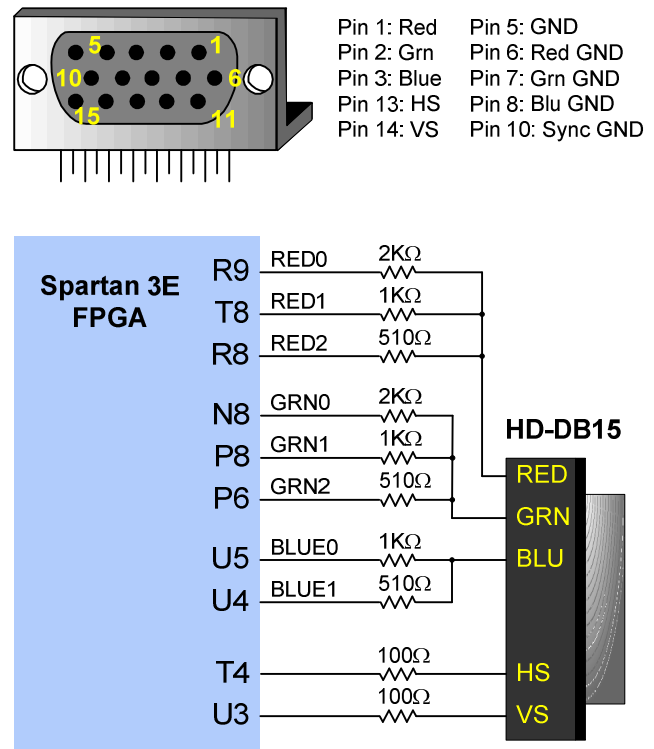 5 1
10 6
15 11
Pin 1: Red Pin 5: GND
Pin 2: Grn Pin 6: Red GND
Pin 3: Blue Pin 7: Grn GND
Pin 13: HS Pin 8: Blu GND
Pin 14: VS Pin 10: Sync GND
Spartan 3E
FPGA
R9 RED0 2KΩ
T8 RED1 1KΩ
R8 RED2 510Ω
N8 GRN0 2KΩ
P8 GRN1 1KΩ
P6 GRN2 510Ω
U5 BLUE0 1KΩ
U4 BLUE1 510Ω
T4 100Ω
U3 100Ω
HD-DB15
RED
GRN
BLU
HS
VS